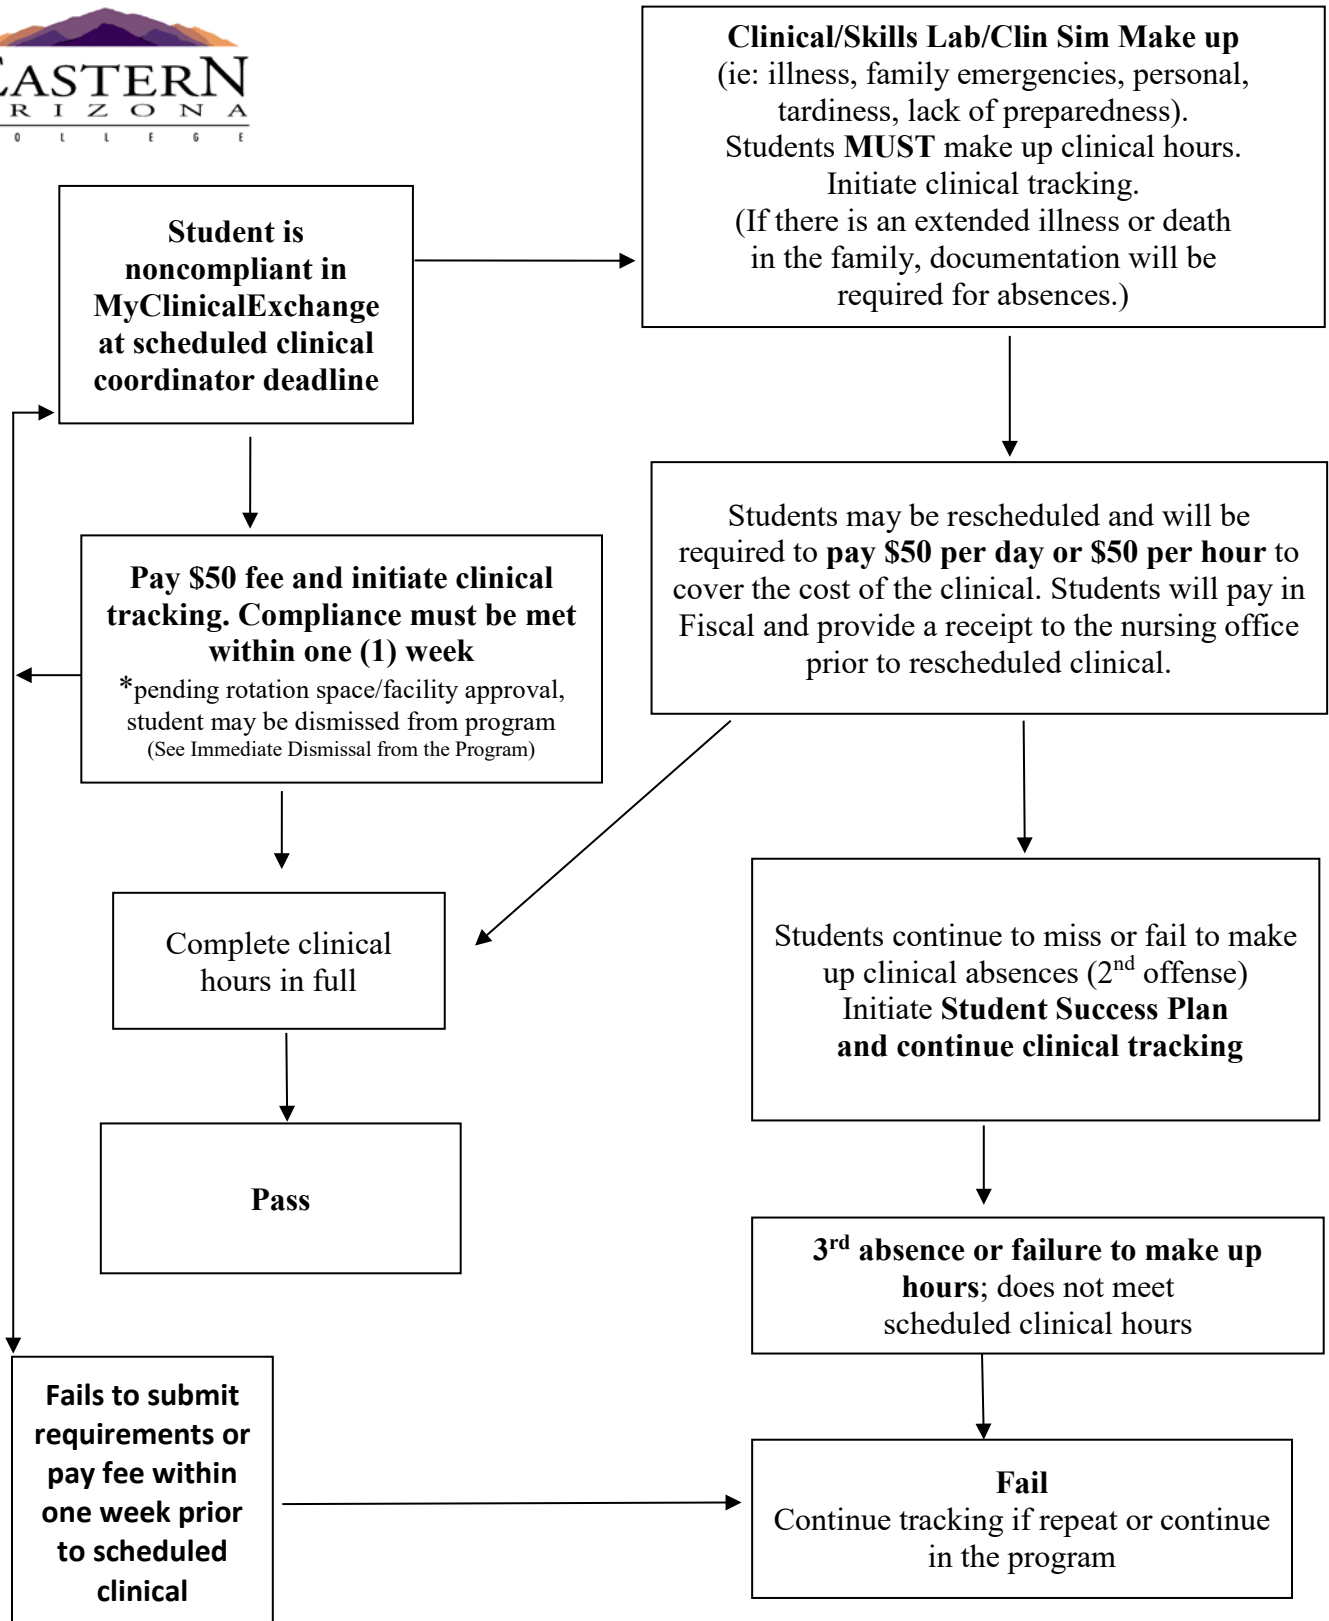 EASTERN
ARIZONA
COLLEGE
Clinical/Skills Lab/Clin Sim Make up
(ie: illness, family emergencies, personal,
tardiness, lack of preparedness).
Students MUST make up clinical hours.
Initiate clinical tracking.
(If there is an extended illness or death
in the family, documentation will be
required for absences.)
Student is
noncompliant in
MyClinicalExchange
at scheduled clinical
coordinator deadline
Students may be rescheduled and will be
required to pay $50 per day or $50 per hour to
cover the cost of the clinical. Students will pay in
Fiscal and provide a receipt to the nursing office
prior to rescheduled clinical.
Pay $50 fee and initiate clinical
tracking. Compliance must be met
within one (1) week
*pending rotation space/facility approval,
student may be dismissed from program
(See Immediate Dismissal from the Program)
Complete clinical
hours in full
Students continue to miss or fail to make
up clinical absences (2nd offense)
Initiate Student Success Plan
and continue clinical tracking
Pass
3rd absence or failure to make up
hours; does not meet
scheduled clinical hours
Fails to submit
requirements or
pay fee within
one week prior
to scheduled
clinical
Fail
Continue tracking if repeat or continue
in the program